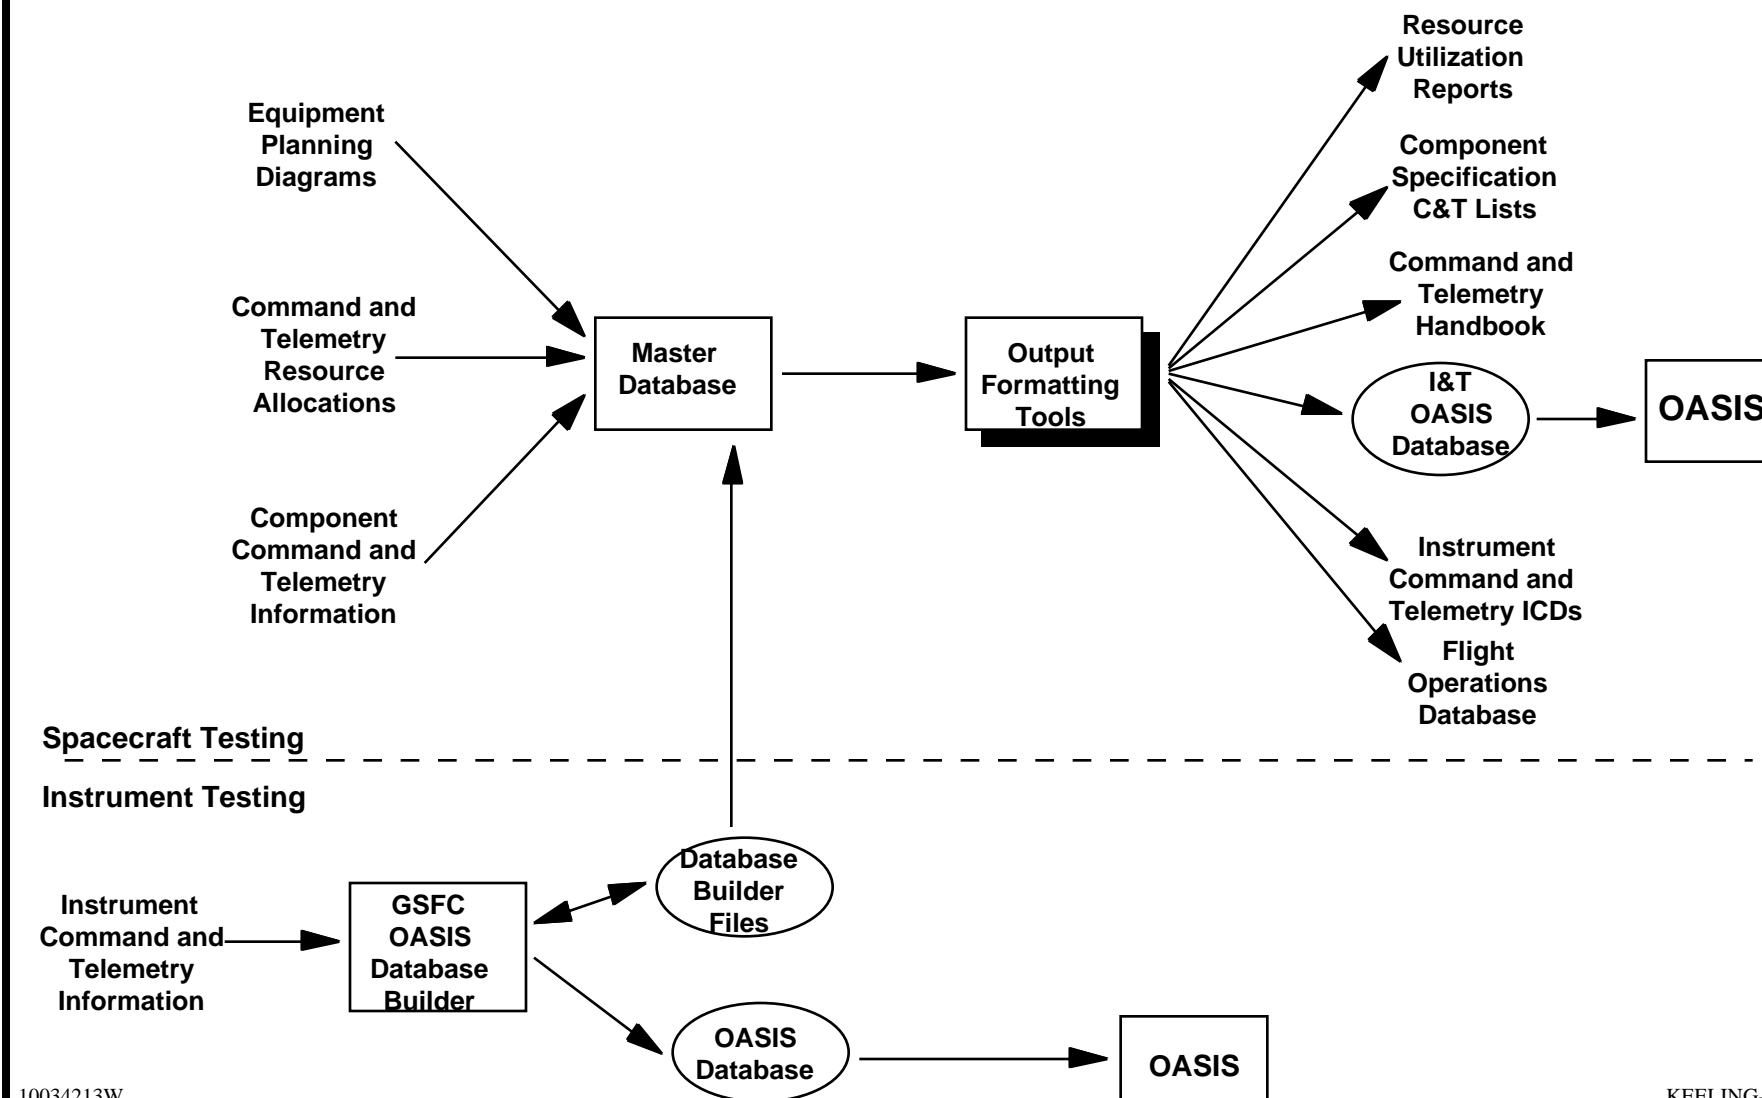 Resource
Utilization
Reports
Equipment
Planning
Diagrams
Component
Specification
C&T Lists
Command and
Telemetry
Handbook
Command and
Telemetry
Resource
Allocations
Master
Database
Output
Formatting
Tools
I&T
OASIS
Database
OASIS
Component
Command and
Telemetry
Information
Instrument
Command and
Telemetry ICDs
Flight
Operations
Database
Spacecraft Testing
Instrument Testing
Database
Builder
Files
Instrument
Command and
Telemetry
Information
GSFC
OASIS
Database
Builder
OASIS
Database
OASIS
10034213W
KEELING-